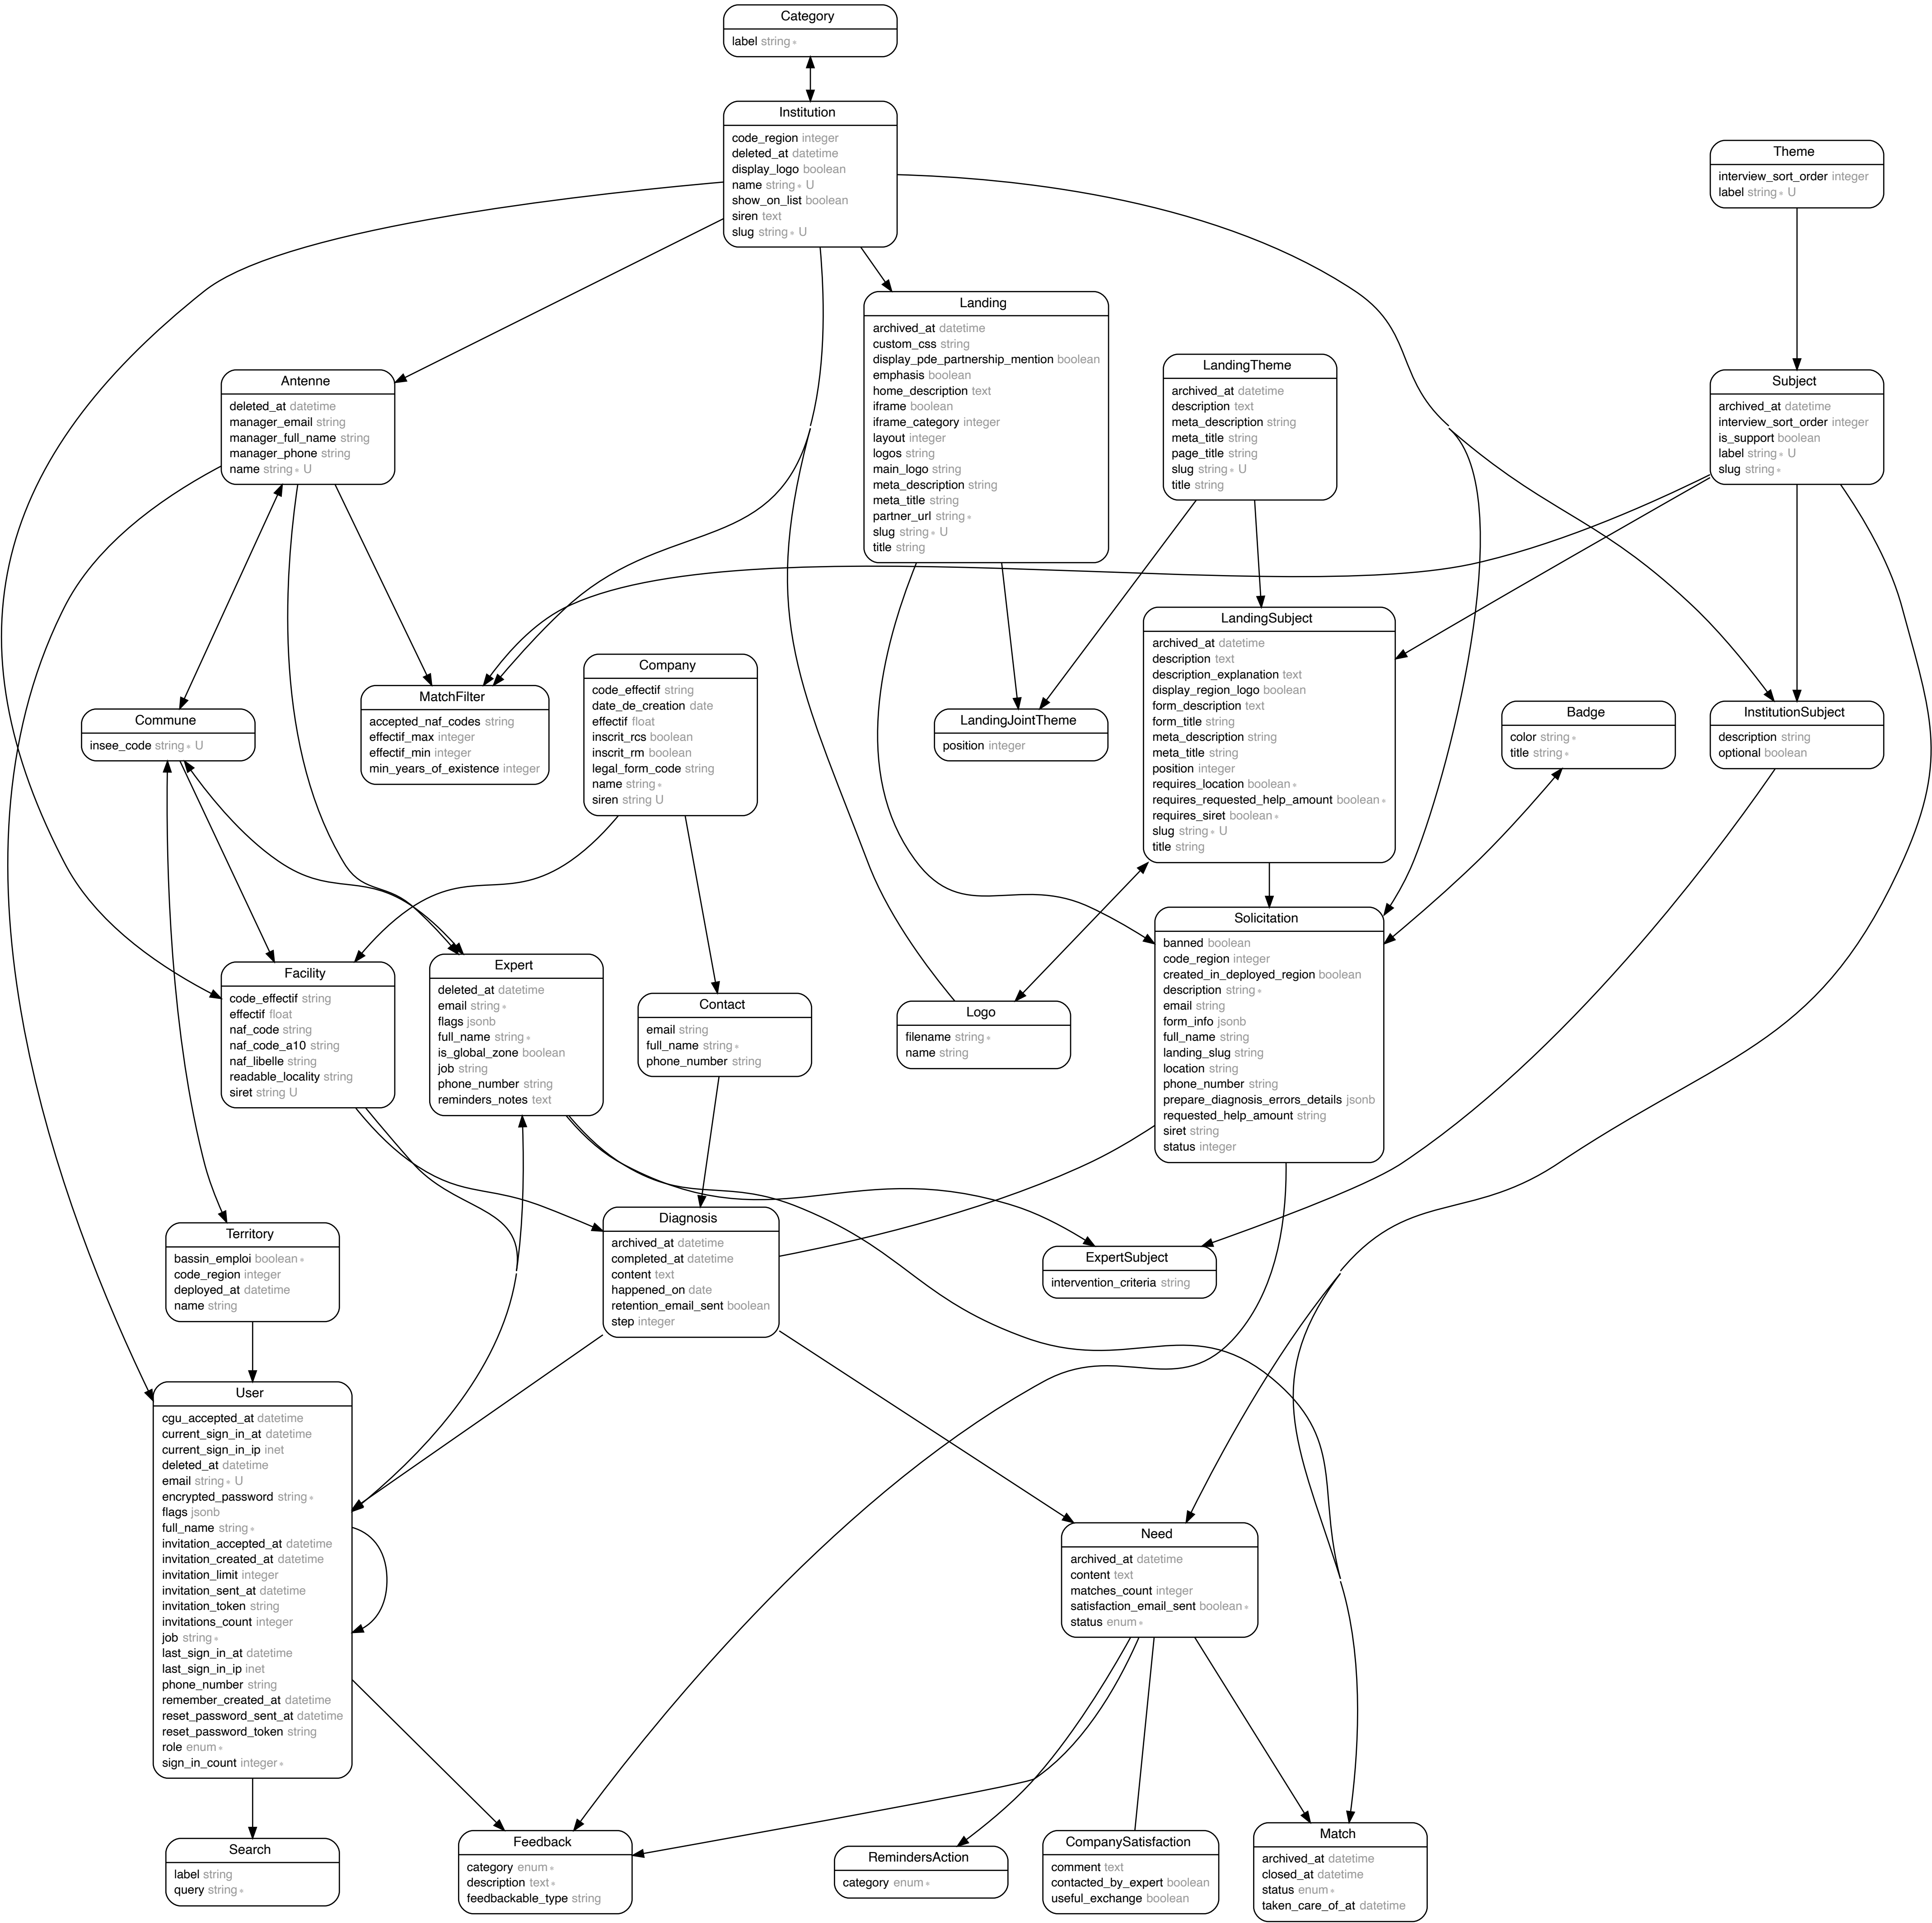 Category
label string∗
Institution
code_region integer
deleted_at datetime
display_logo boolean
name string∗ U
show_on_list boolean
siren text
slug string∗ U
Theme
interview_sort_order integer
label string∗ U
Landing
archived_at datetime
custom_css string
display_pde_partnership_mention boolean
emphasis boolean
home_description text
iframe boolean
iframe_category integer
layout integer
logos string
main_logo string
meta_description string
meta_title string
partner_url string∗
slug string∗ U
title string
LandingTheme
archived_at datetime
description text
meta_description string
meta_title string
page_title string
slug string∗ U
title string
Antenne
deleted_at datetime
manager_email string
manager_full_name string
manager_phone string
name string∗ U
Subject
archived_at datetime
interview_sort_order integer
is_support boolean
label string∗ U
slug string∗
LandingSubject
archived_at datetime
description text
description_explanation text
display_region_logo boolean
form_description text
form_title string
meta_description string
meta_title string
position integer
requires_location boolean∗
requires_requested_help_amount boolean∗
requires_siret boolean∗
slug string∗ U
title string
Company
code_effectif string
date_de_creation date
effectif float
inscrit_rcs boolean
inscrit_rm boolean
legal_form_code string
name string∗
siren string U
MatchFilter
accepted_naf_codes string
effectif_max integer
effectif_min integer
min_years_of_existence integer
Commune
insee_code string∗ U
LandingJointTheme
position integer
Badge
color string∗
title string∗
InstitutionSubject
description string
optional boolean
Solicitation
banned boolean
code_region integer
created_in_deployed_region boolean
description string∗
email string
form_info jsonb
full_name string
landing_slug string
location string
phone_number string
prepare_diagnosis_errors_details jsonb
requested_help_amount string
siret string
status integer
Facility
code_effectif string
effectif float
naf_code string
naf_code_a10 string
naf_libelle string
readable_locality string
siret string U
Expert
deleted_at datetime
email string∗
flags jsonb
full_name string∗
is_global_zone boolean
job string
phone_number string
reminders_notes text
Contact
email string
full_name string∗
phone_number string
Logo
filename string∗
name string
Diagnosis
archived_at datetime
completed_at datetime
content text
happened_on date
retention_email_sent boolean
step integer
Territory
bassin_emploi boolean∗
code_region integer
deployed_at datetime
name string
ExpertSubject
intervention_criteria string
User
cgu_accepted_at datetime
current_sign_in_at datetime
current_sign_in_ip inet
deleted_at datetime
email string∗ U
encrypted_password string∗
flags jsonb
full_name string∗
invitation_accepted_at datetime
invitation_created_at datetime
invitation_limit integer
invitation_sent_at datetime
invitation_token string
invitations_count integer
job string∗
last_sign_in_at datetime
last_sign_in_ip inet
phone_number string
remember_created_at datetime
reset_password_sent_at datetime
reset_password_token string
role enum∗
sign_in_count integer∗
Need
archived_at datetime
content text
matches_count integer
satisfaction_email_sent boolean∗
status enum∗
Search
label string
query string∗
Feedback
category enum∗
description text∗
feedbackable_type string
RemindersAction
category enum∗
CompanySatisfaction
comment text
contacted_by_expert boolean
useful_exchange boolean
Match
archived_at datetime
closed_at datetime
status enum∗
taken_care_of_at datetime